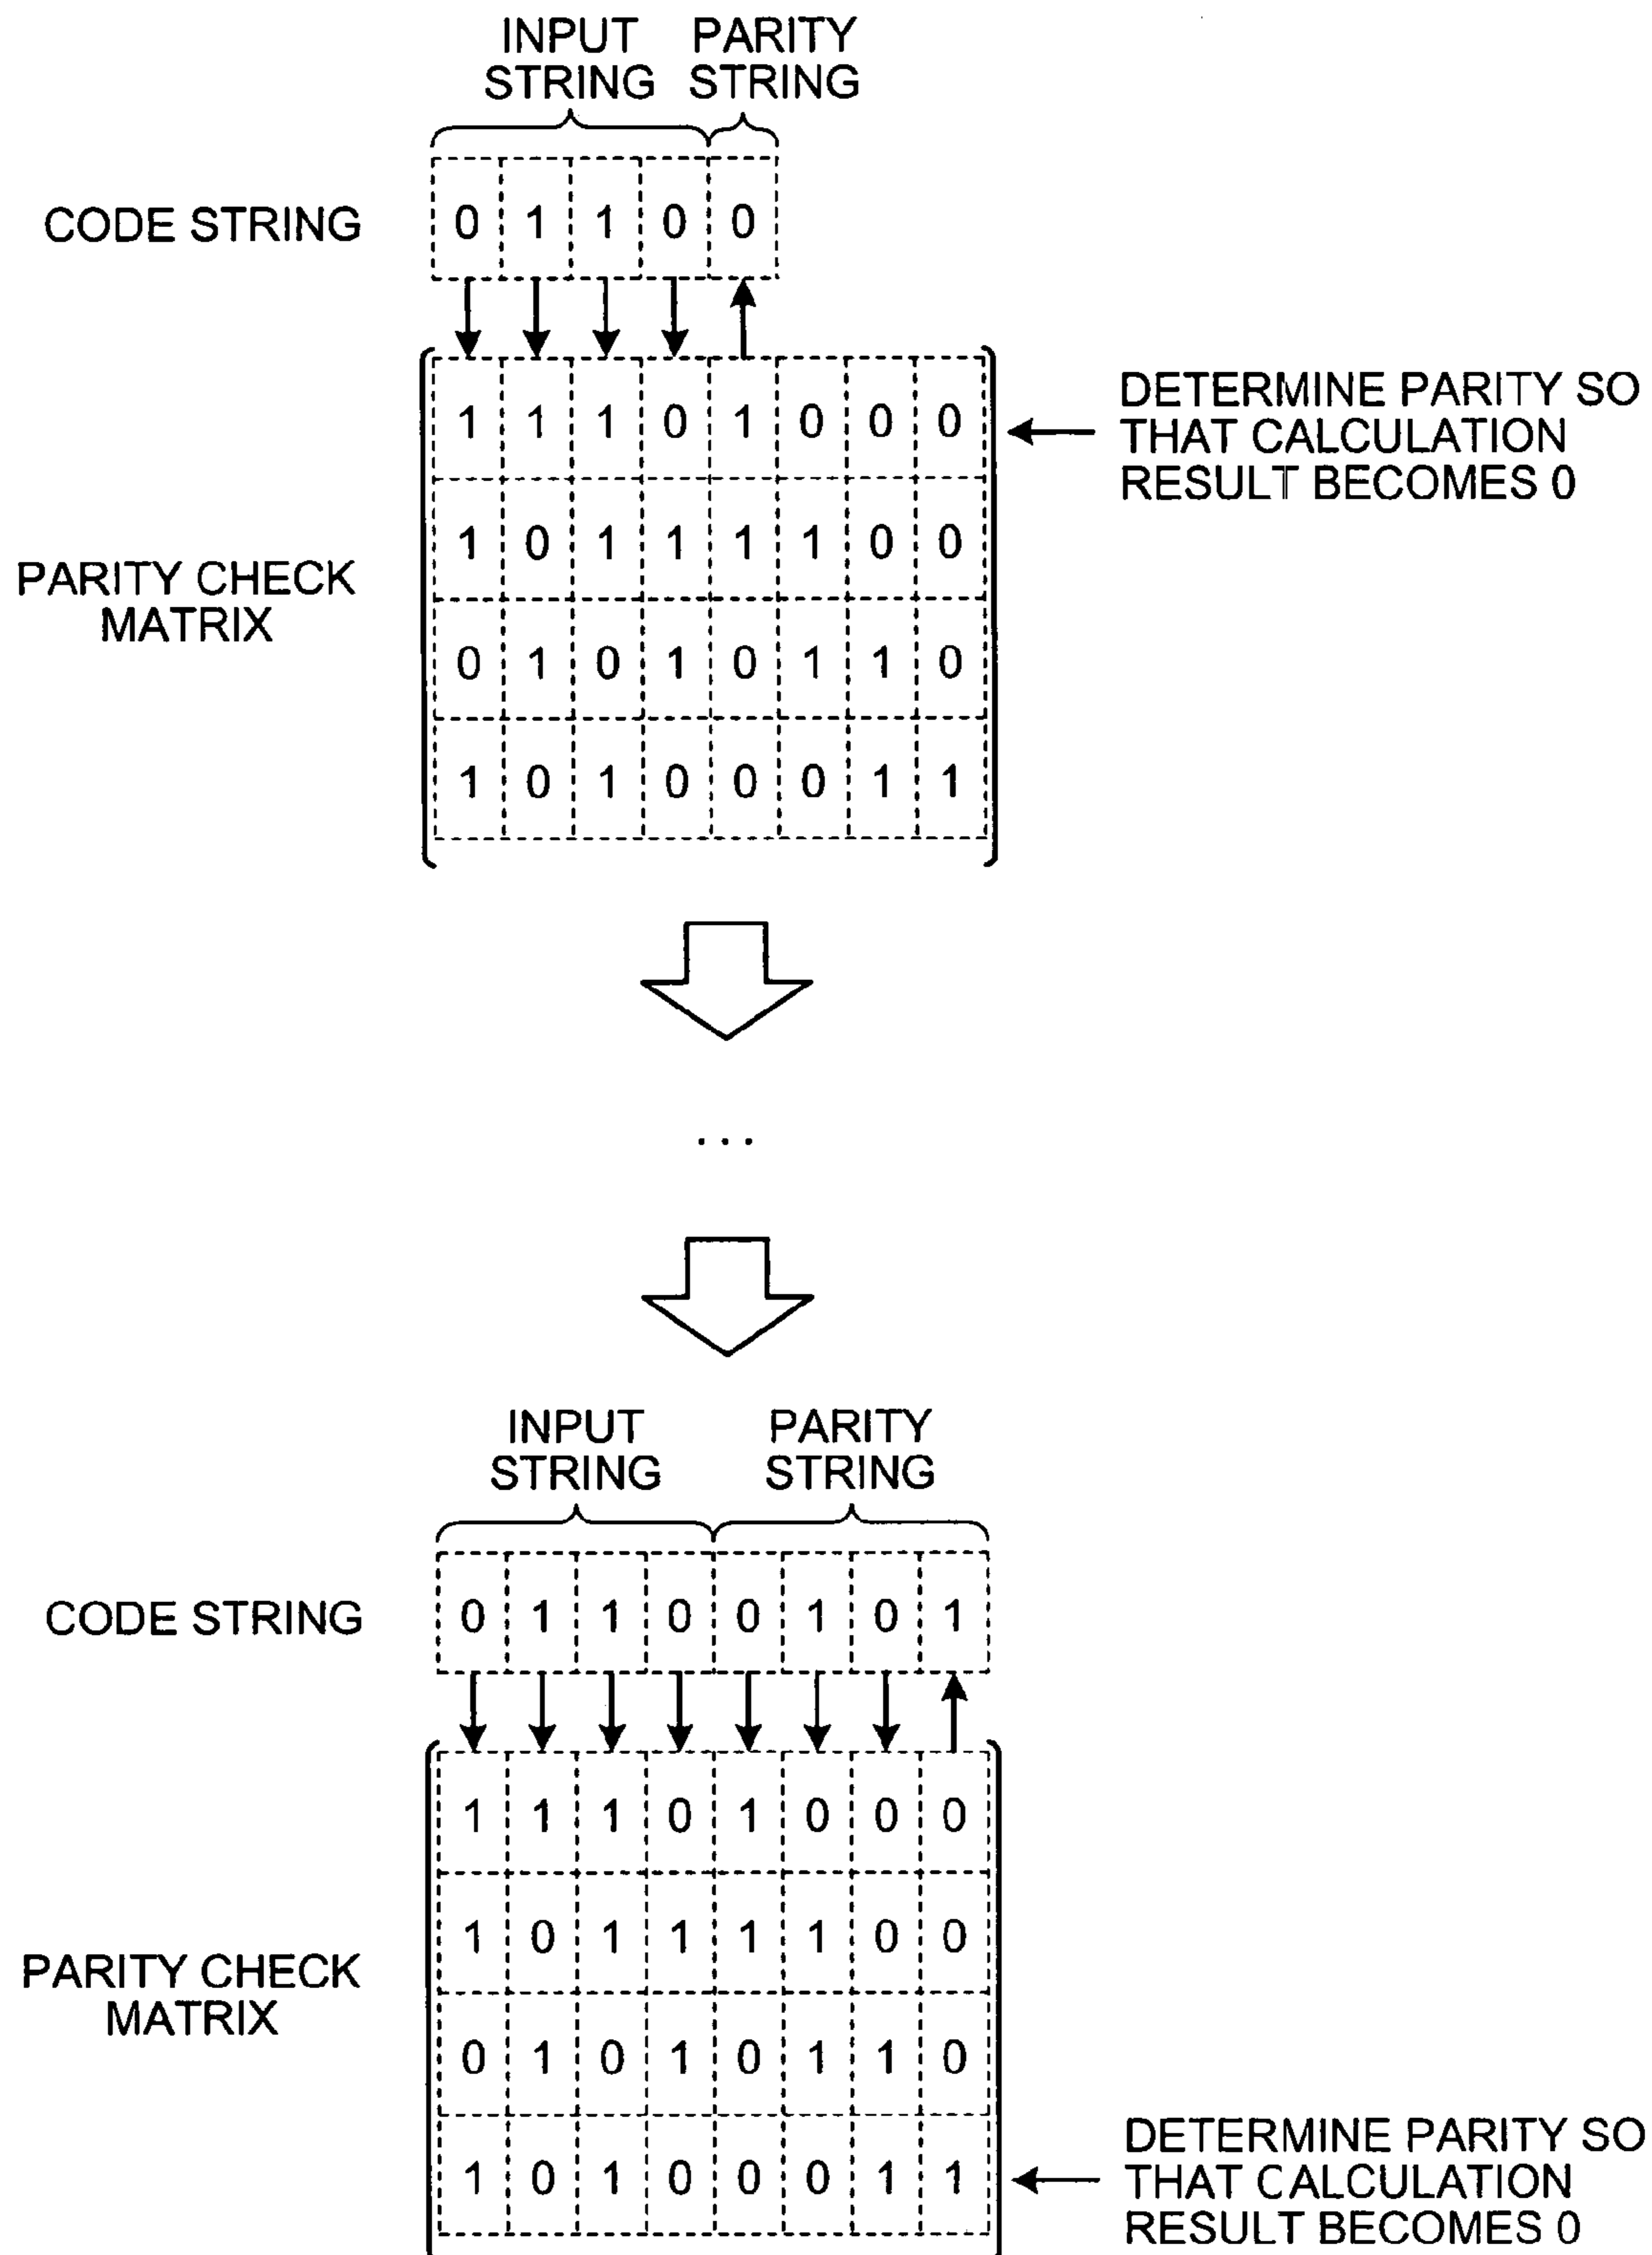 INPUT STRING
PARITY STRING
CODE STRING
0 1 1 0 0
PARITY CHECK MATRIX
1 1 1 0 1 0 0 0
1 0 1 1 1 1 0 0
0 1 0 1 0 1 1 0
1 0 1 0 0 0 1 1
DETERMINE PARITY SO
THAT CALCULATION
RESULT BECOMES 0
...
INPUT STRING
PARITY STRING
CODE STRING
0 1 1 0 0 1 0 1
PARITY CHECK MATRIX
1 1 1 0 1 0 0 0
1 0 1 1 1 1 0 0
0 1 0 1 0 1 1 0
1 0 1 0 0 0 1 1
DETERMINE PARITY SO
THAT CALCULATION
RESULT BECOMES 0